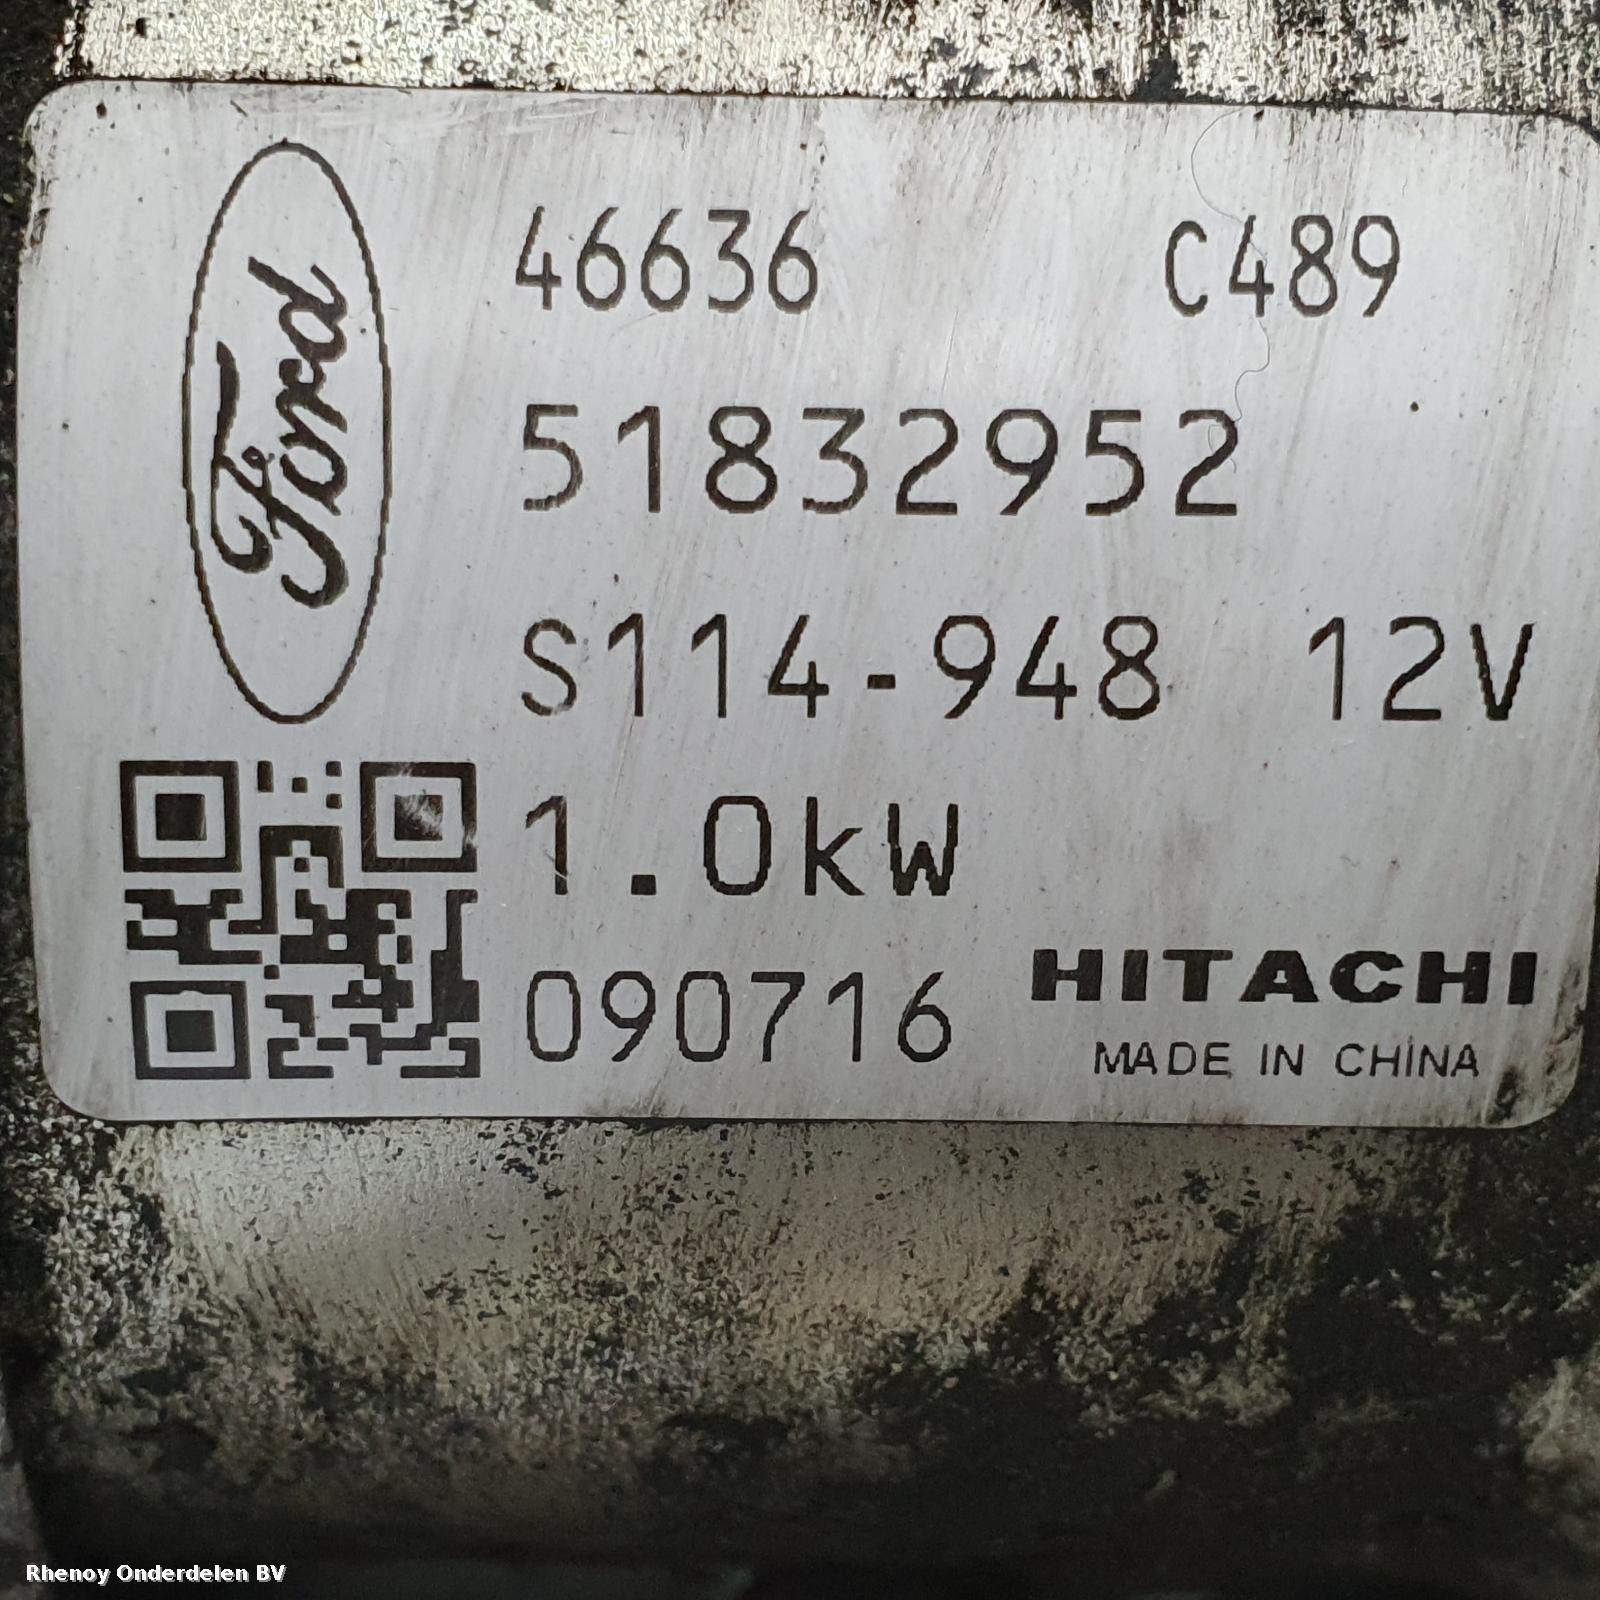 Ford
46636 C489
51832952
S114-948 12V
1.0kW
090716 HITACHI
MADE IN CHINA
Rhenoy Onderdelen BV